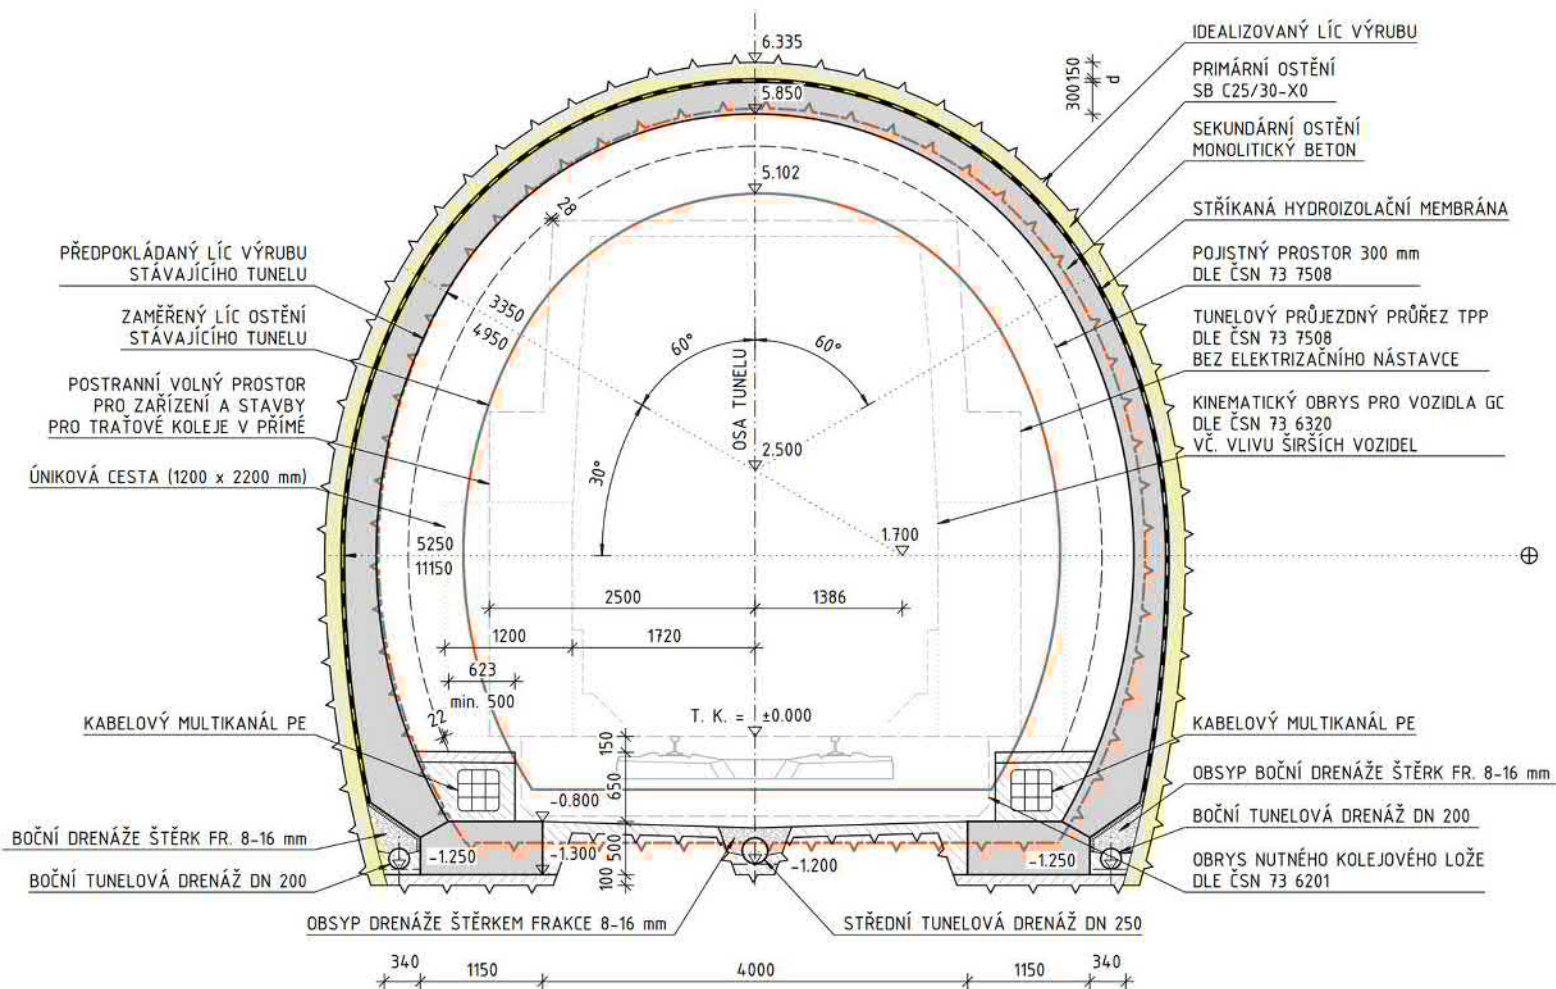 6.335
IDEALIZOVANÝ LÍC VÝRUBU
150
300
d
PRIMÁRNÍ OSTĚNÍ
SB C25/30-X0
5.850
SEKUNDÁRNÍ OSTĚNÍ
MONOLITICKÝ BETON
5.102
28
STŘÍKANÁ HYDROIZOLAČNÍ MEMBRÁNA
PŘEDPOKLÁDANÝ LÍC VÝRUBU
STÁVAJÍCÍHO TUNELU
POJISTNÝ PROSTOR 300 mm
DLE ČSN 73 7508
3350
4950
ZAMĚŘENÝ LÍC OSTĚNÍ
STÁVAJÍCÍHO TUNELU
TUNELOVÝ PRŮJEZDNÝ PRŮŘEZ TPP
DLE ČSN 73 7508
BEZ ELEKTRIZAČNÍHO NÁSTAVCE
60°
60°
OSA TUNELU
POSTRANNÍ VOLNÝ PROSTOR
PRO ZAŘÍZENÍ A STAVBY
PRO TRAŤOVÉ KOLEJE V PŘÍMÉ
KINEMATICKÝ OBRYS PRO VOZIDLA GC
DLE ČSN 73 6320
VČ. VLIVU ŠIRŠÍCH VOZIDEL
2.500
30°
ÚNIKOVÁ CESTA (1200 x 2200 mm)
5250
11150
1.700
2500
1386
1200
1720
623
min. 500
22
T. K. = ±0.000
KABELOVÝ MULTIKANÁL PE
150
KABELOVÝ MULTIKANÁL PE
650
-0.800
OBSYP BOČNÍ DRENÁŽE ŠTĚRK FR. 8-16 mm
BOČNÍ DRENÁŽE ŠTĚRK FR. 8-16 mm
BOČNÍ TUNELOVÁ DRENÁŽ DN 200
-1.250
-1.300
500
100
-1.200
-1.250
BOČNÍ TUNELOVÁ DRENÁŽ DN 200
OBRYS NUTNÉHO KOLEJOVÉHO LOŽE
DLE ČSN 73 6201
OBSYP DRENÁŽE ŠTĚRKEM FRAKCE 8-16 mm
STŘEDNÍ TUNELOVÁ DRENÁŽ DN 250
340
1150
4000
1150
340